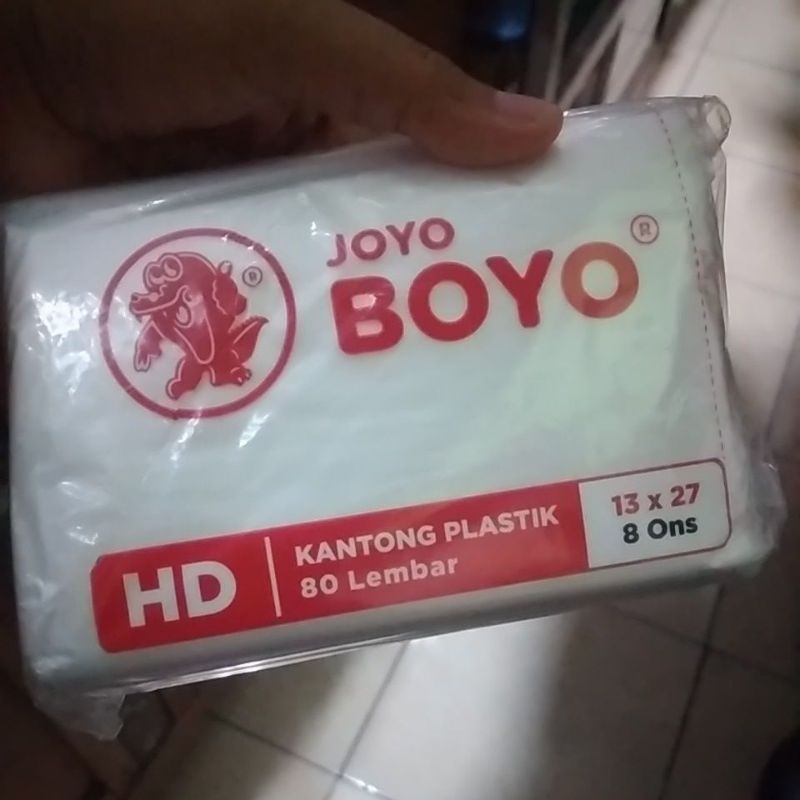 JOYO
BOYO
®
®
HD
KANTONG PLASTIK
80 Lembar
13 x 27
8 Ons